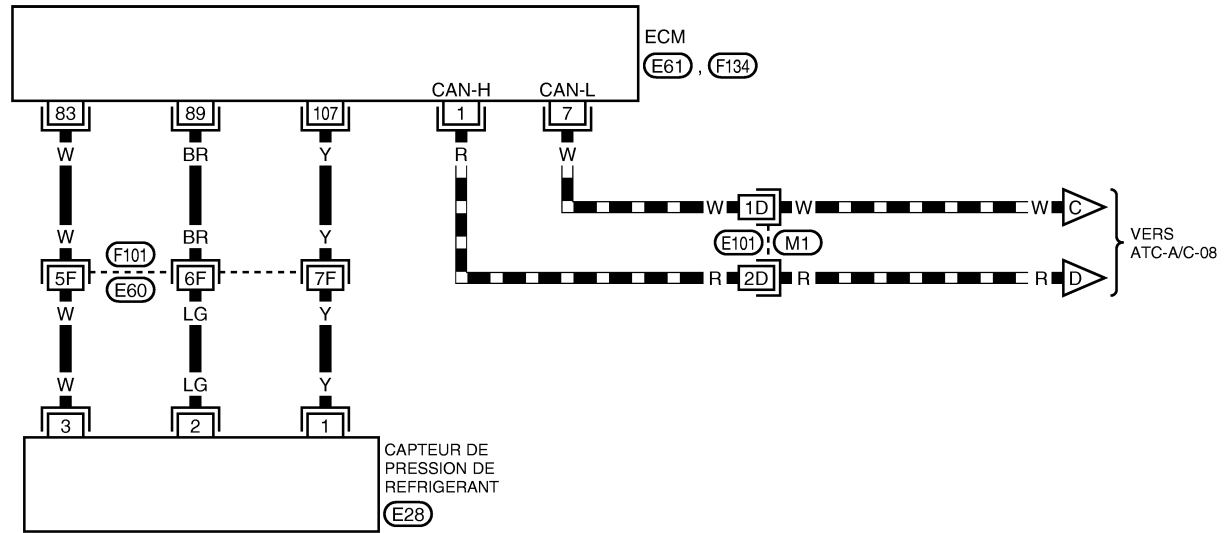 ECM
E61 , F134
CAN-H CAN-L
83 89 107 1 7
W BR Y R W
W 1D W W C
W BR Y
F101
E101 M1
VERS
ATC-A/C-08
5F 6F 7F
E60
R 2D R R D
W LG Y
W LG Y
3 2 1
CAPTEUR DE
PRESSION DE
REFRIGERANT
E28